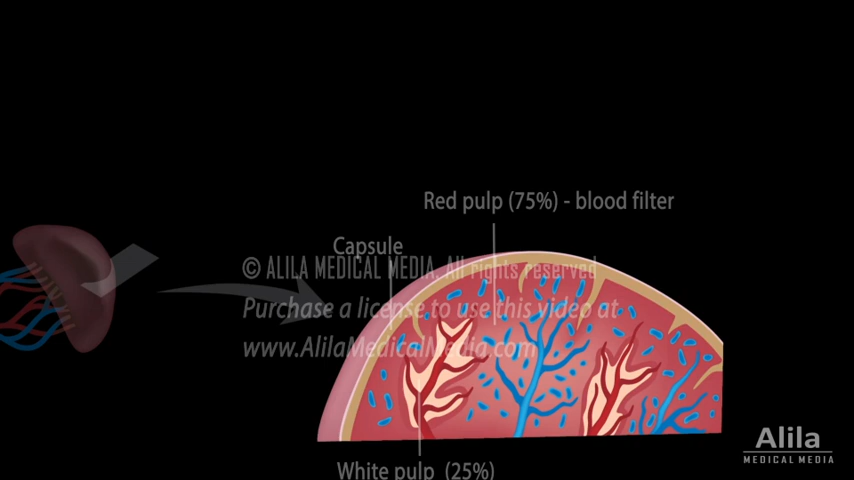 Red pulp (75%) - blood filter
Capsule
© ALILA MEDICAL MEDIA. All rights reserved
Purchase a license to use this video at
www.AlilaMedicalMedia.com
White pulp (25%)
Alila
MEDICAL MEDIA